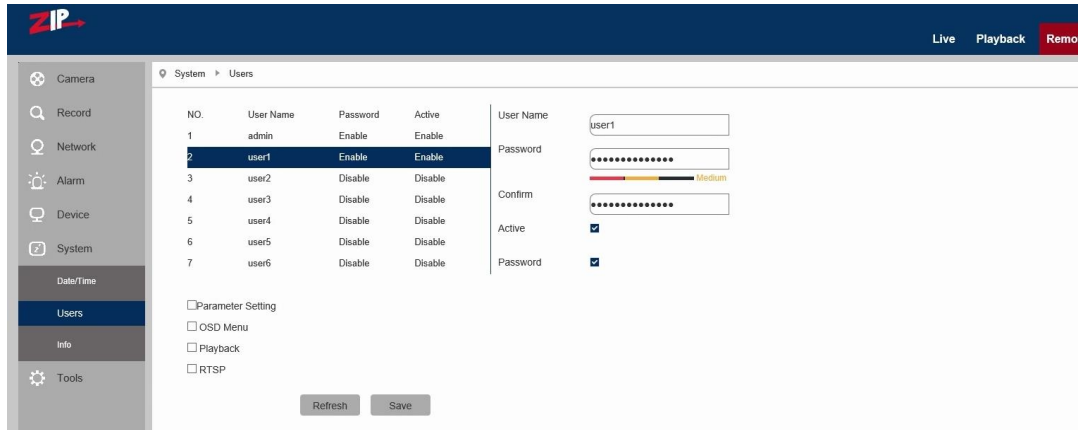 ZIP
Live Playback Remo
System Users
Camera
Record
Network
Alarm
Device
System
Date/Time
Users
Info
Tools
NO. User Name Password Active
1 admin Enable Enable
2 user1 Enable Enable
3 user2 Disable Disable
4 user3 Disable Disable
5 user4 Disable Disable
6 user5 Disable Disable
7 user6 Disable Disable
User Name user1
Password ••••••••••••••
Medium
Confirm ••••••••••••••
Active
Password
Parameter Setting
OSD Menu
Playback
RTSP
Refresh Save